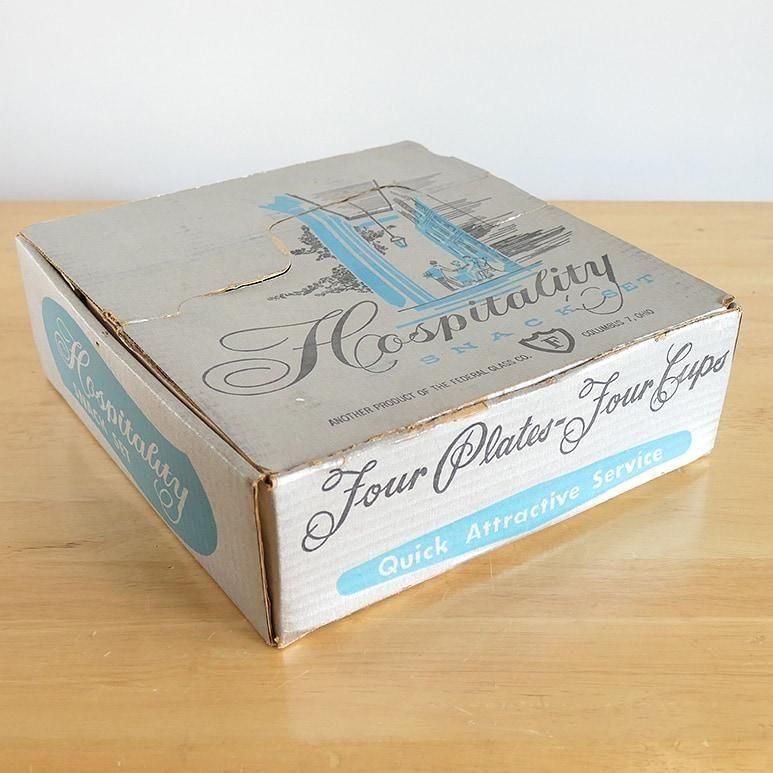 Hospitality
SNACK SET
ANOTHER PRODUCT OF THE FEDERAL GLASS CO. F COLUMBUS 7, OHIO
Hospitality
SNACK SET
Four Plates-Four Cups
Quick Attractive Service